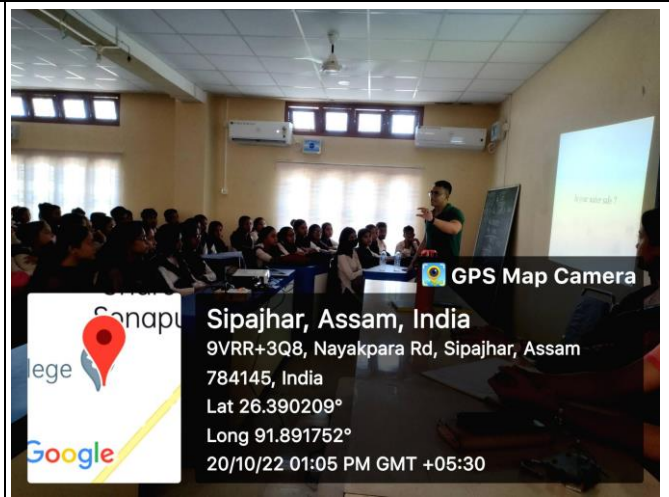 GPS Map Camera
Sonapu
lege
Google
Sipajhar, Assam, India
9VRR+3Q8, Nayakpara Rd, Sipajhar, Assam
784145, India
Lat 26.390209°
Long 91.891752°
20/10/22 01:05 PM GMT +05:30